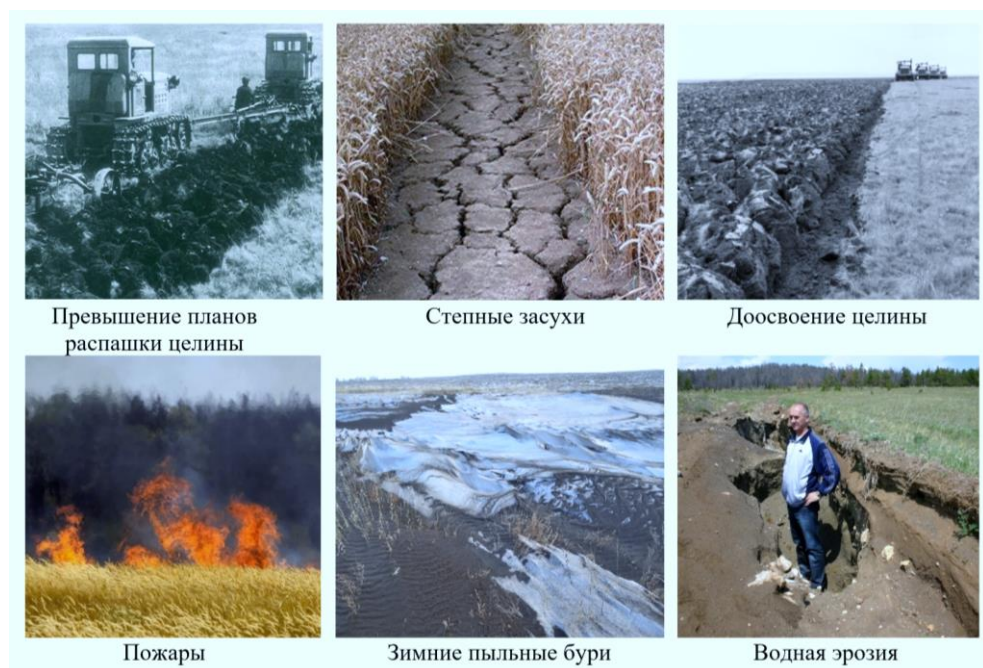 Превышение планов
распашки целины
Степные засухи
Доосвоение целины
Пожары
Зимние пыльные бури
Водная эрозия